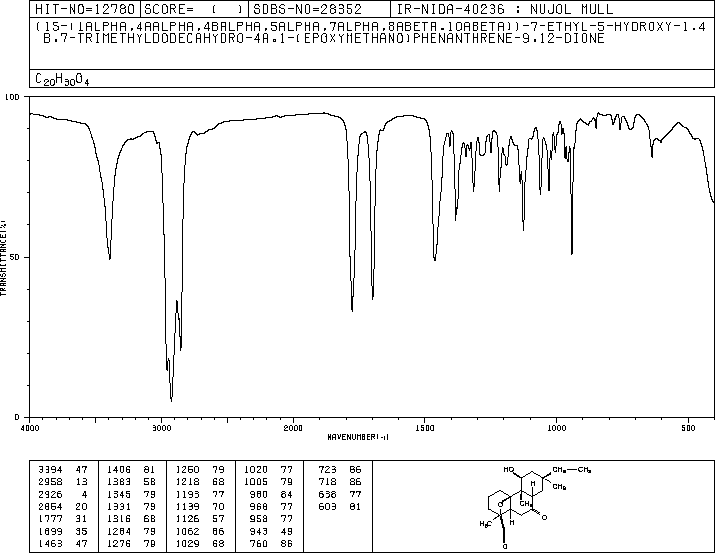 HIT-NO=12780 SCORE= ( ) SDBS-NO=28352 IR-NIDA-40236 : NUJOL MULL
(1S-(1ALPHA,4AALPHA,4BALPHA,5ALPHA,7ALPHA,8ABETA,10ABETA))-7-ETHYL-5-HYDROXY-1,4
B,7-TRIMETHYLDODECAHYDRO-4A,1-(EPOXYMETHANO)PHENANTHRENE-9,12-DIONE
C20H30O4
100
50
0
TRANSMITTANCE(%)
4000 3000 2000 1500 1000 500
WAVENUMBER(-1)
3394 47 1406 81 1250 79 1020 77 723 86
2958 13 1383 58 1218 68 1005 79 718 86
2926 4 1345 79 1193 77 980 84 638 77
2854 20 1331 79 1139 70 968 77 603 81
1777 31 1316 68 1126 57 958 77
1699 35 1284 79 1062 86 943 49
1463 47 1276 79 1029 68 760 86
HO CH2—CH3
H CH3
O CH3
H3C H O
O